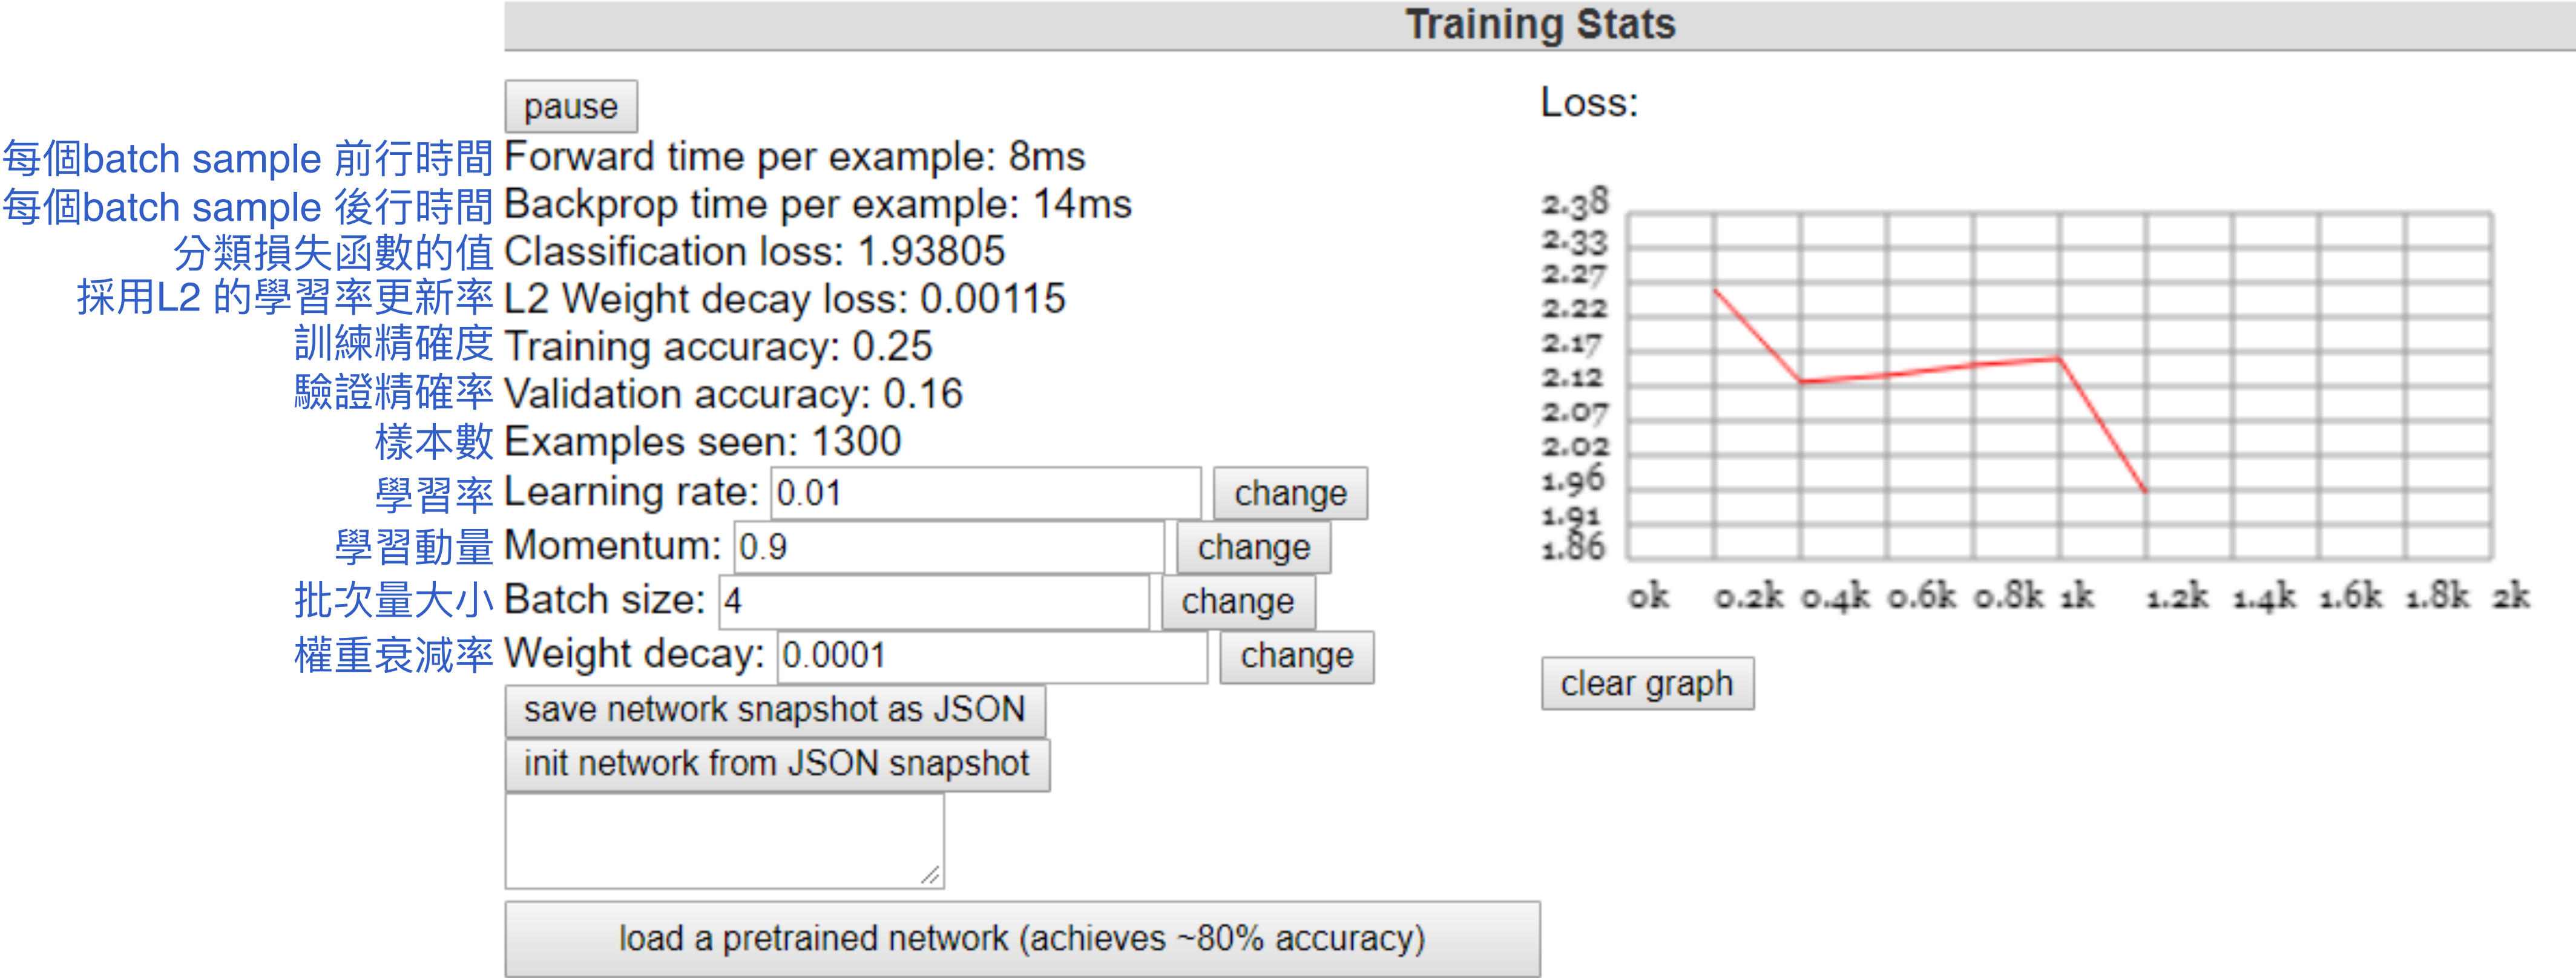 Training Stats
pause
每個batch sample 前行時間 Forward time per example: 8ms
每個batch sample 後行時間 Backprop time per example: 14ms
分類損失函數的值 Classification loss: 1.93805
採用L2 的學習率更新率 L2 Weight decay loss: 0.00115
訓練精確度 Training accuracy: 0.25
驗證精確率 Validation accuracy: 0.16
樣本數 Examples seen: 1300
學習率 Learning rate: 0.01 change
學習動量 Momentum: 0.9 change
批次量大小 Batch size: 4 change
權重衰減率 Weight decay: 0.0001 change
save network snapshot as JSON
init network from JSON snapshot
load a pretrained network (achieves ~80% accuracy)
Loss:
2.38
2.33
2.27
2.22
2.17
2.12
2.07
2.02
1.96
1.91
1.86
0k 0.2k 0.4k 0.6k 0.8k 1k 1.2k 1.4k 1.6k 1.8k 2k
clear graph